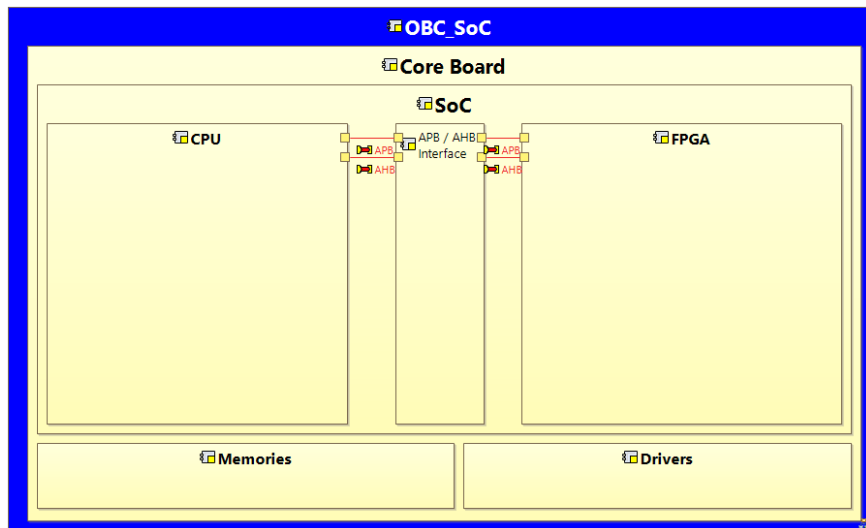 OBC_SoC
Core Board
SoC
CPU
APB / AHB
Interface
FPGA
APB
AHB
APB
AHB
Memories
Drivers